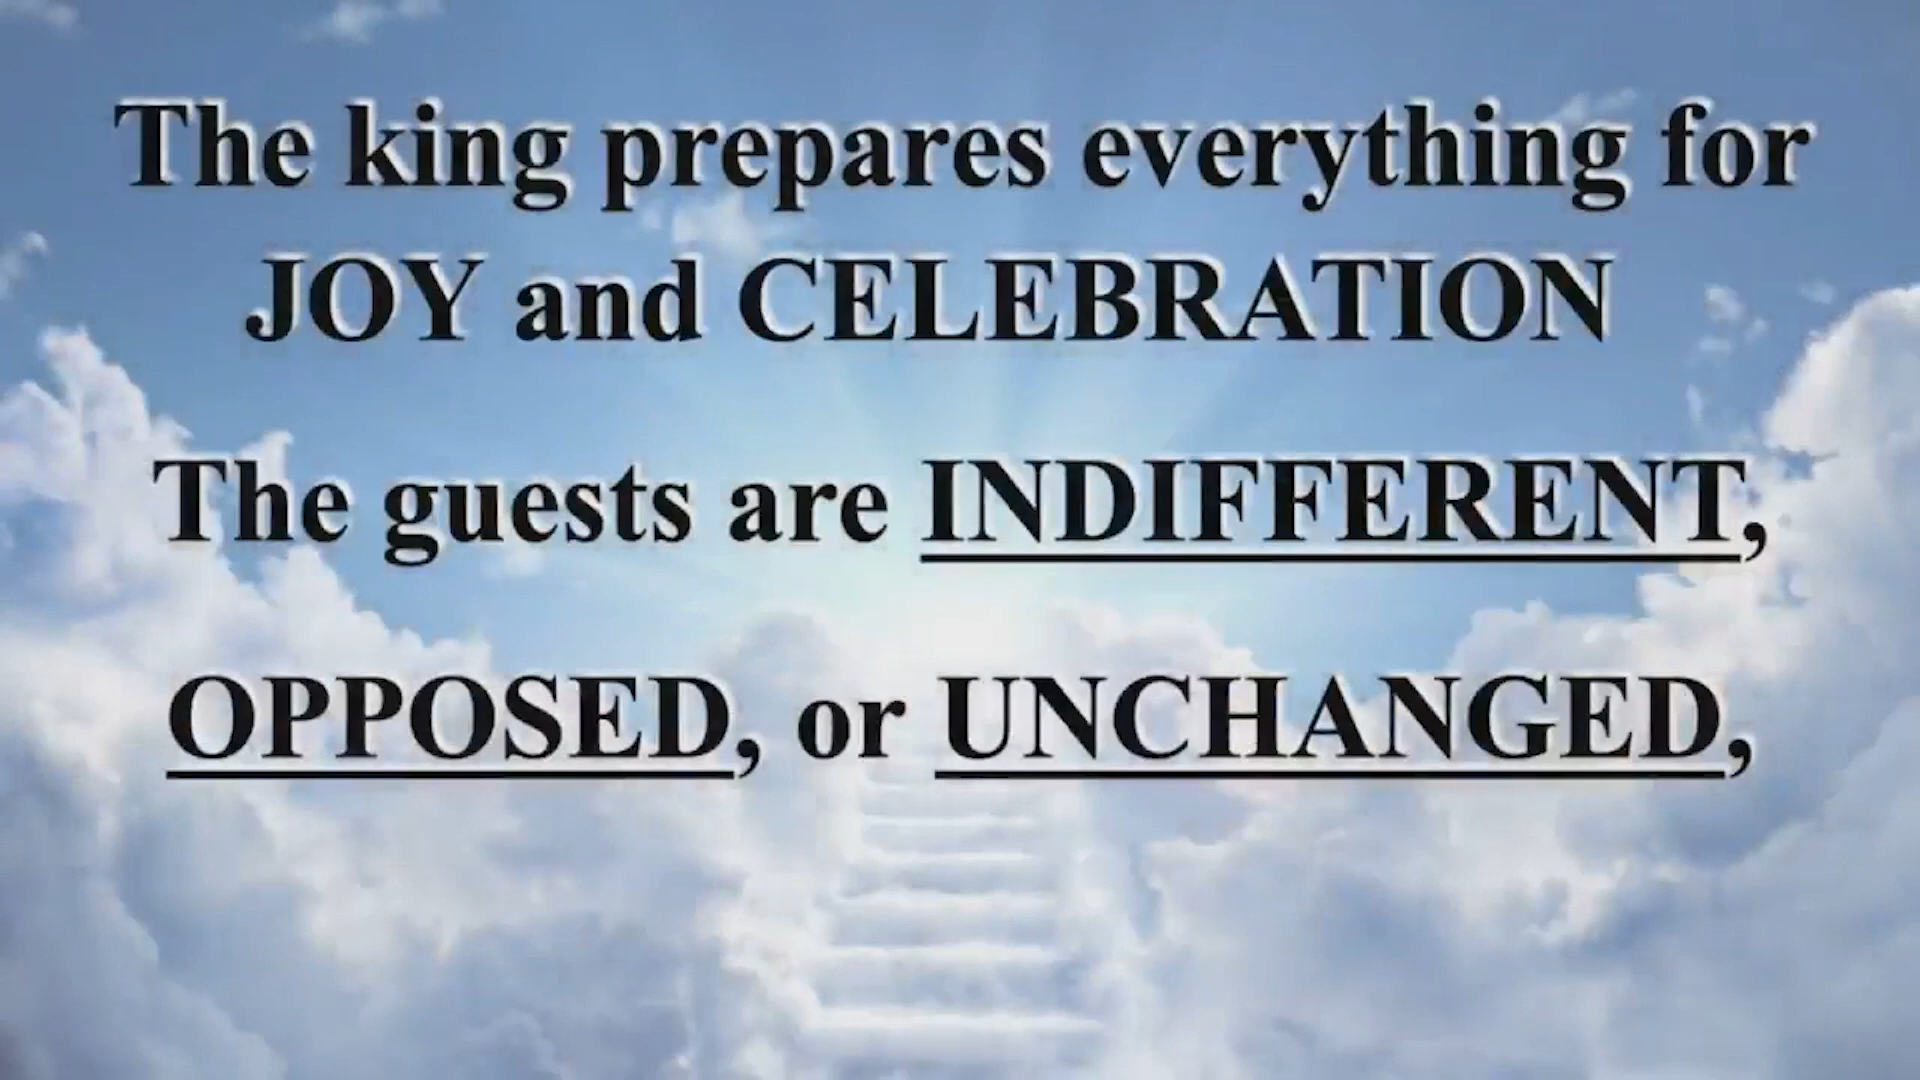 The king prepares everything for
JOY and CELEBRATION
The guests are INDIFFERENT,
OPPOSED, or UNCHANGED,